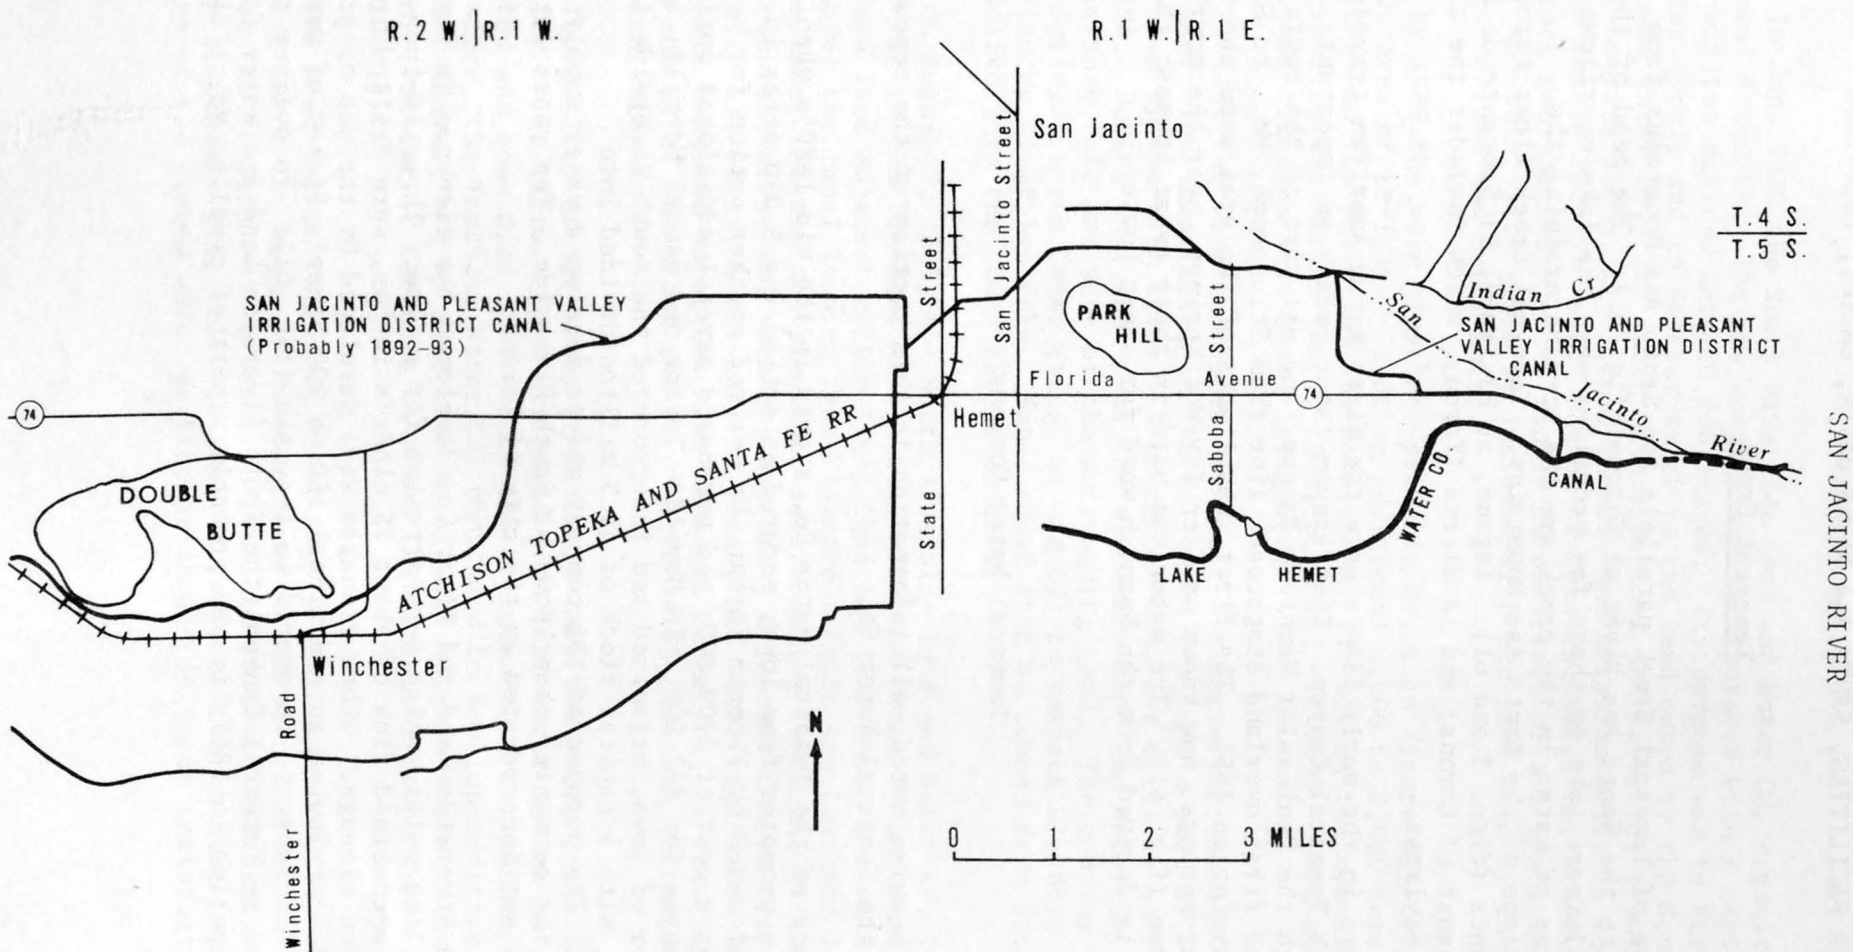 R.2 W. R.1 W.
R.1 W. R.1 E.
San Jacinto
T.4 S.
T.5 S.
San Jacinto Street
State Street
SAN JACINTO AND PLEASANT VALLEY
IRRIGATION DISTRICT CANAL
(Probably 1892-93)
PARK
HILL
Saboba Street
Indian Cr
San Jacinto River
SAN JACINTO AND PLEASANT
VALLEY IRRIGATION DISTRICT
CANAL
Florida Avenue
74
74
Hemet
ATCHISON TOPEKA AND SANTA FE RR
DOUBLE
BUTTE
LAKE HEMET WATER CO. CANAL
Winchester
Winchester Road
N
0 1 2 3 MILES
SAN JACINTO RIVER